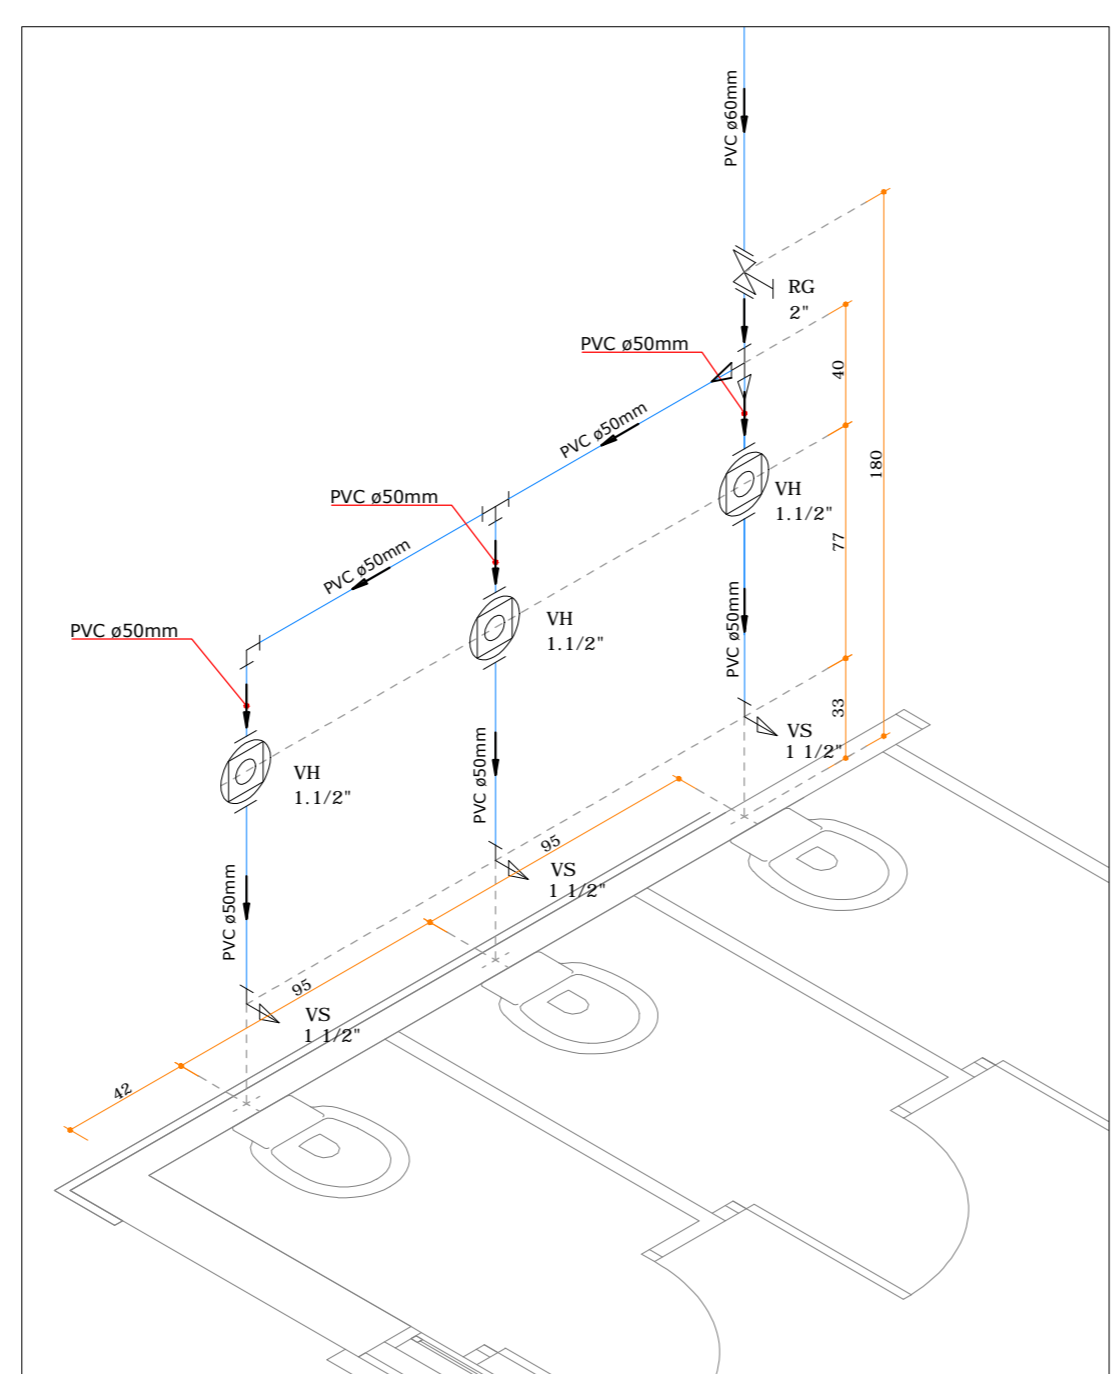 PVC ø60mm
RG
2"
PVC ø50mm
40
PVC ø50mm
180
PVC ø50mm
VH
1.1/2"
77
PVC ø50mm
VH
1.1/2"
PVC ø50mm
PVC ø50mm
33
VS
1 1/2"
VH
1.1/2"
PVC ø50mm
95
VS
1 1/2"
PVC ø50mm
95
VS
1 1/2"
42